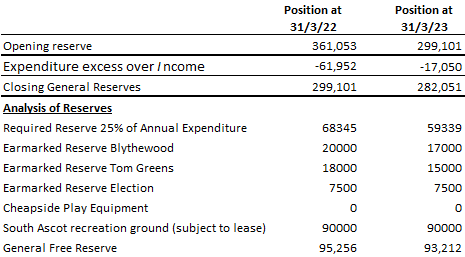 Position at Position at
31/3/22 31/3/23
Opening reserve 361,053 299,101
Expenditure excess over Income -61,952 -17,050
Closing General Reserves 299,101 282,051
Analysis of Reserves
Required Reserve 25% of Annual Expenditure 68345 59339
Earmarked Reserve Blythewood 20000 17000
Earmarked Reserve Tom Greens 18000 15000
Earmarked Reserve Election 7500 7500
Cheapside Play Equipment 0 0
South Ascot recreation ground (subject to lease) 90000 90000
General Free Reserve 95,256 93,212